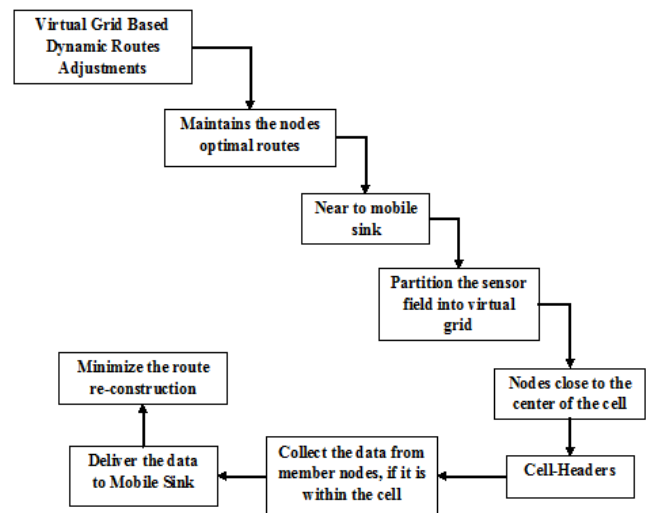 Virtual Grid Based
Dynamic Routes
Adjustments
Maintains the nodes
optimal routes
Near to mobile
sink
Partition the sensor
field into virtual
grid
Nodes close to the
center of the cell
Cell-Headers
Collect the data from
member nodes, if it is
within the cell
Deliver the data
to Mobile Sink
Minimize the route
re-construction